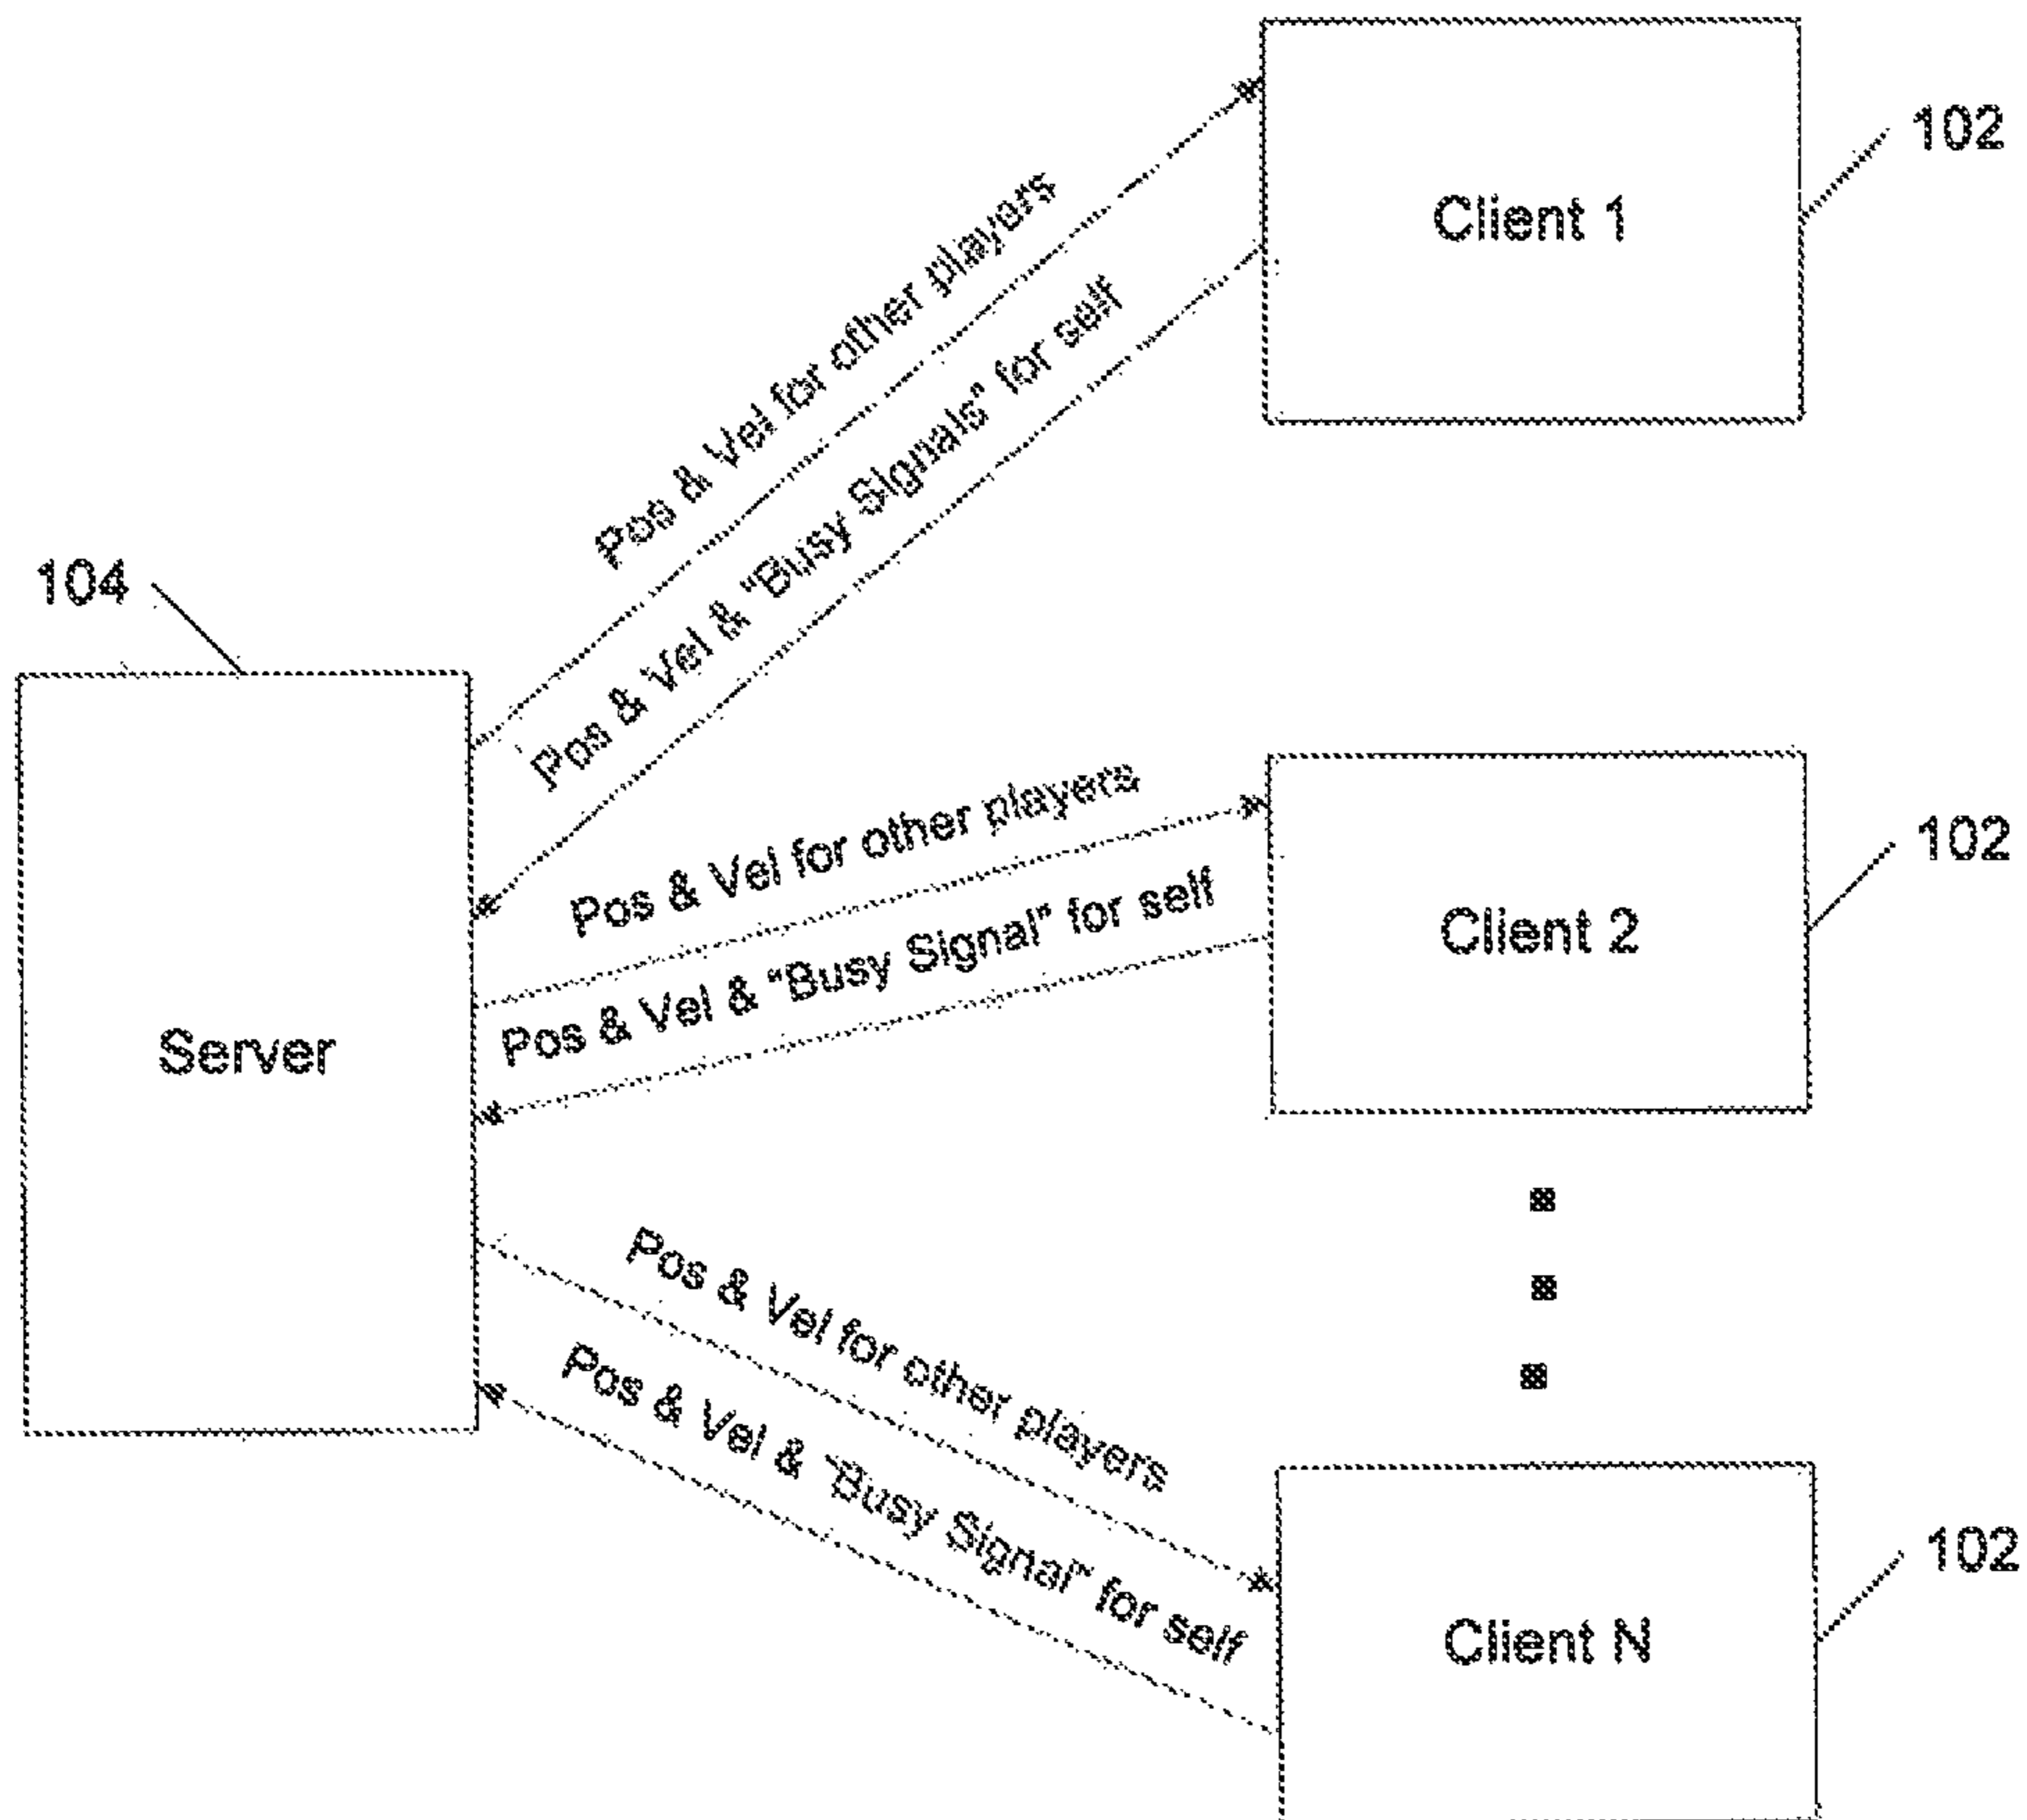 Client 1
102
Pos & Vel for other players
Pos & Vel & "Busy Signals" for self
104
Server
Pos & Vel for other players
Pos & Vel & "Busy Signal" for self
Client 2
102
Pos & Vel for other players
Pos & Vel & "Busy Signal" for self
Client N
102